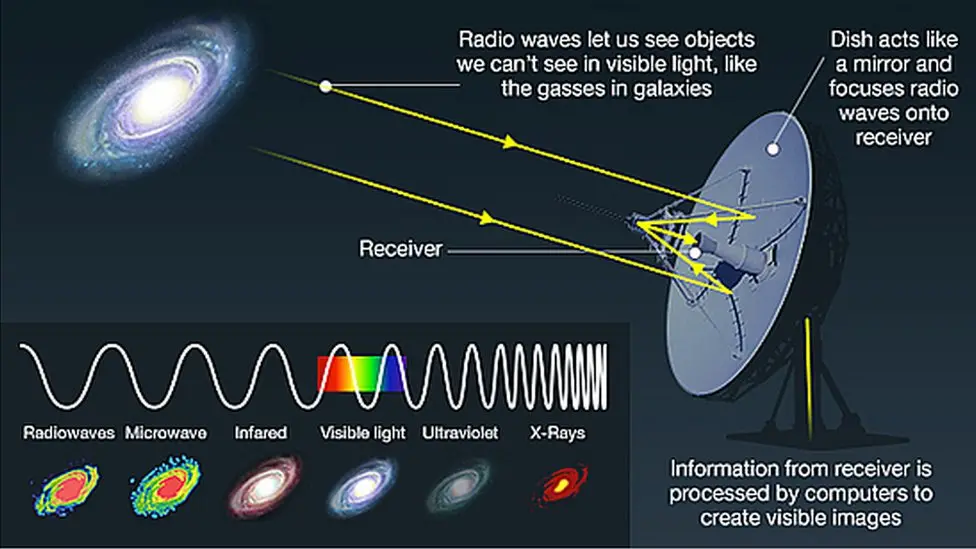 Radio waves let us see objects
we can't see in visible light, like
the gasses in galaxies
Dish acts like
a mirror and
focuses radio
waves onto
receiver
Receiver
Radiowaves Microwave Infared Visible light Ultraviolet X-Rays
Information from receiver is
processed by computers to
create visible images